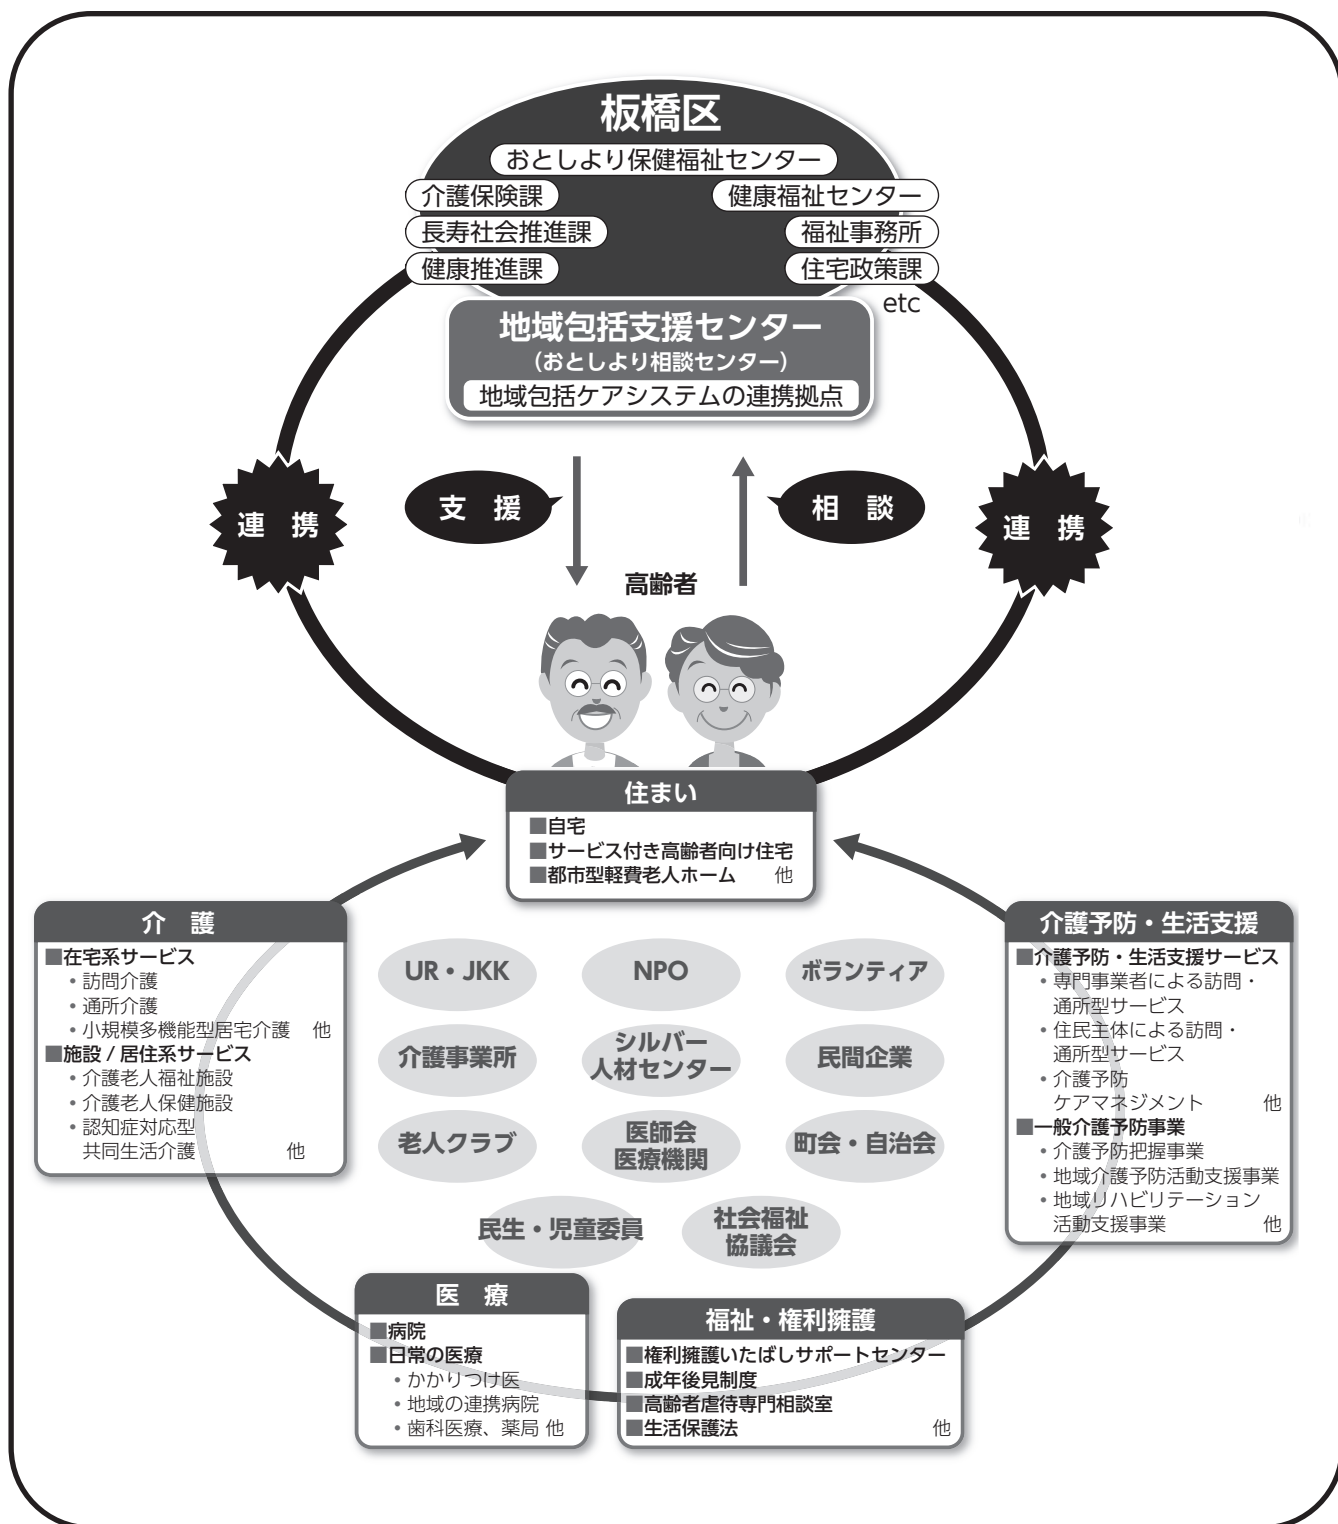 板橋区
おとしより保健福祉センター
介護保険課
健康福祉センター
長寿社会推進課
福祉事務所
健康推進課
住宅政策課
etc
地域包括支援センター
（おとしより相談センター）
地域包括ケアシステムの連携拠点
連 携
支 援
相 談
連 携
高齢者
住まい
■自宅
■サービス付き高齢者向け住宅
■都市型軽費老人ホーム 他
介 護
■在宅系サービス
・訪問介護
・通所介護
・小規模多機能型居宅介護 他
■施設 / 居住系サービス
・介護老人福祉施設
・介護老人保健施設
・認知症対応型
共同生活介護 他
UR・JKK
NPO
ボランティア
介護事業所
シルバー
人材センター
民間企業
老人クラブ
医師会
医療機関
町会・自治会
民生・児童委員
社会福祉
協議会
介護予防・生活支援
■介護予防・生活支援サービス
・専門事業者による訪問・
通所型サービス
・住民主体による訪問・
通所型サービス
・介護予防
ケアマネジメント 他
■一般介護予防事業
・介護予防把握事業
・地域介護予防活動支援事業
・地域リハビリテーション
活動支援事業 他
医 療
■病院
■日常の医療
・かかりつけ医
・地域の連携病院
・歯科医療、薬局 他
福祉・権利擁護
■権利擁護いたばしサポートセンター
■成年後見制度
■高齢者虐待専門相談室
■生活保護法 他